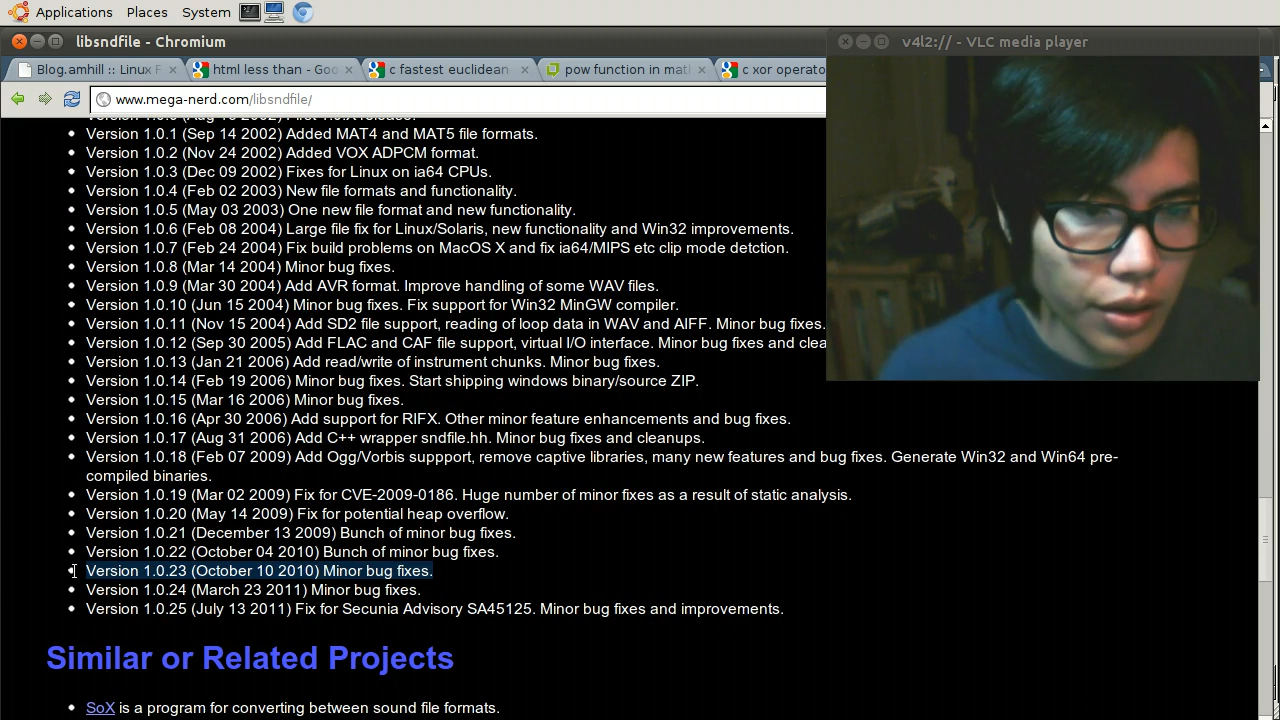 Applications Places System
libsndfile - Chromium
v4l2:// - VLC media player
Blog.amhill :: Linux F
html less than - Goo
c fastest euclidean
pow function in matl
c xor operato
www.mega-nerd.com/libsndfile/
Version 1.0.1 (Sep 14 2002) Added MAT4 and MAT5 file formats.
Version 1.0.2 (Nov 24 2002) Added VOX ADPCM format.
Version 1.0.3 (Dec 09 2002) Fixes for Linux on ia64 CPUs.
Version 1.0.4 (Feb 02 2003) New file formats and functionality.
Version 1.0.5 (May 03 2003) One new file format and new functionality.
Version 1.0.6 (Feb 08 2004) Large file fix for Linux/Solaris, new functionality and Win32 improvements.
Version 1.0.7 (Feb 24 2004) Fix build problems on MacOS X and fix ia64/MIPS etc clip mode detction.
Version 1.0.8 (Mar 14 2004) Minor bug fixes.
Version 1.0.9 (Mar 30 2004) Add AVR format. Improve handling of some WAV files.
Version 1.0.10 (Jun 15 2004) Minor bug fixes. Fix support for Win32 MinGW compiler.
Version 1.0.11 (Nov 15 2004) Add SD2 file support, reading of loop data in WAV and AIFF. Minor bug fixes.
Version 1.0.12 (Sep 30 2005) Add FLAC and CAF file support, virtual I/O interface. Minor bug fixes and clea
Version 1.0.13 (Jan 21 2006) Add read/write of instrument chunks. Minor bug fixes.
Version 1.0.14 (Feb 19 2006) Minor bug fixes. Start shipping windows binary/source ZIP.
Version 1.0.15 (Mar 16 2006) Minor bug fixes.
Version 1.0.16 (Apr 30 2006) Add support for RIFX. Other minor feature enhancements and bug fixes.
Version 1.0.17 (Aug 31 2006) Add C++ wrapper sndfile.hh. Minor bug fixes and cleanups.
Version 1.0.18 (Feb 07 2009) Add Ogg/Vorbis suppport, remove captive libraries, many new features and bug fixes. Generate Win32 and Win64 pre-
compiled binaries.
Version 1.0.19 (Mar 02 2009) Fix for CVE-2009-0186. Huge number of minor fixes as a result of static analysis.
Version 1.0.20 (May 14 2009) Fix for potential heap overflow.
Version 1.0.21 (December 13 2009) Bunch of minor bug fixes.
Version 1.0.22 (October 04 2010) Bunch of minor bug fixes.
Version 1.0.23 (October 10 2010) Minor bug fixes.
Version 1.0.24 (March 23 2011) Minor bug fixes.
Version 1.0.25 (July 13 2011) Fix for Secunia Advisory SA45125. Minor bug fixes and improvements.
Similar or Related Projects
SoX is a program for converting between sound file formats.